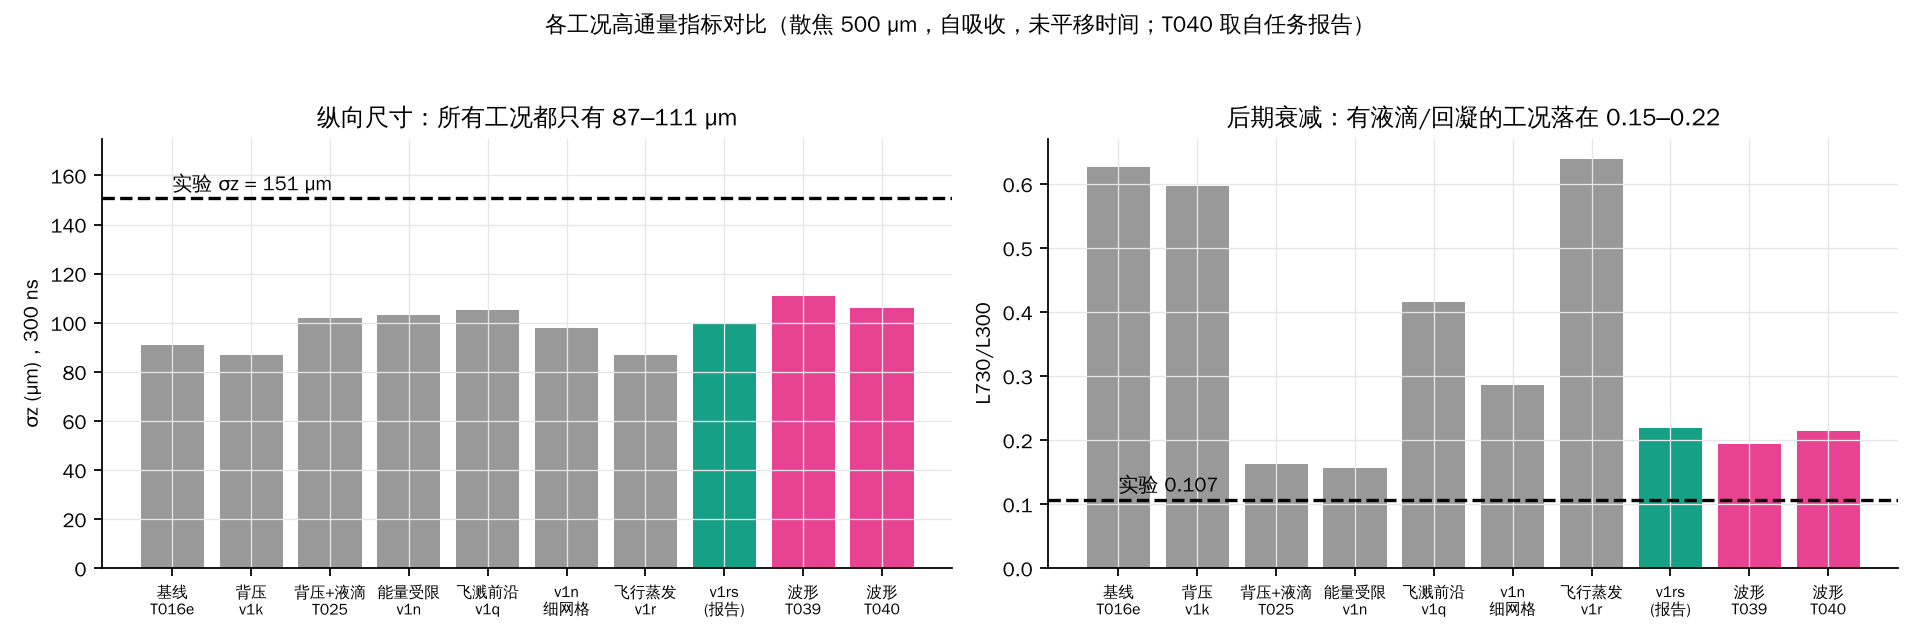 各工况高通量指标对比（散焦 500 μm，自吸收，未平移时间；T040 取自任务报告）
纵向尺寸：所有工况都只有 87–111 μm
σz (μm)，300 ns
160
140
120
100
80
60
40
20
0
实验 σz = 151 μm
基线
T016e
背压
v1k
背压+液滴
T025
能量受限
v1n
飞溅前沿
v1q
v1n
细网格
飞行蒸发
v1r
v1rs
(报告)
波形
T039
波形
T040
后期衰减：有液滴/回凝的工况落在 0.15–0.22
L730/L300
0.6
0.5
0.4
0.3
0.2
0.1
0.0
实验 0.107
基线
T016e
背压
v1k
背压+液滴
T025
能量受限
v1n
飞溅前沿
v1q
v1n
细网格
飞行蒸发
v1r
v1rs
(报告)
波形
T039
波形
T040